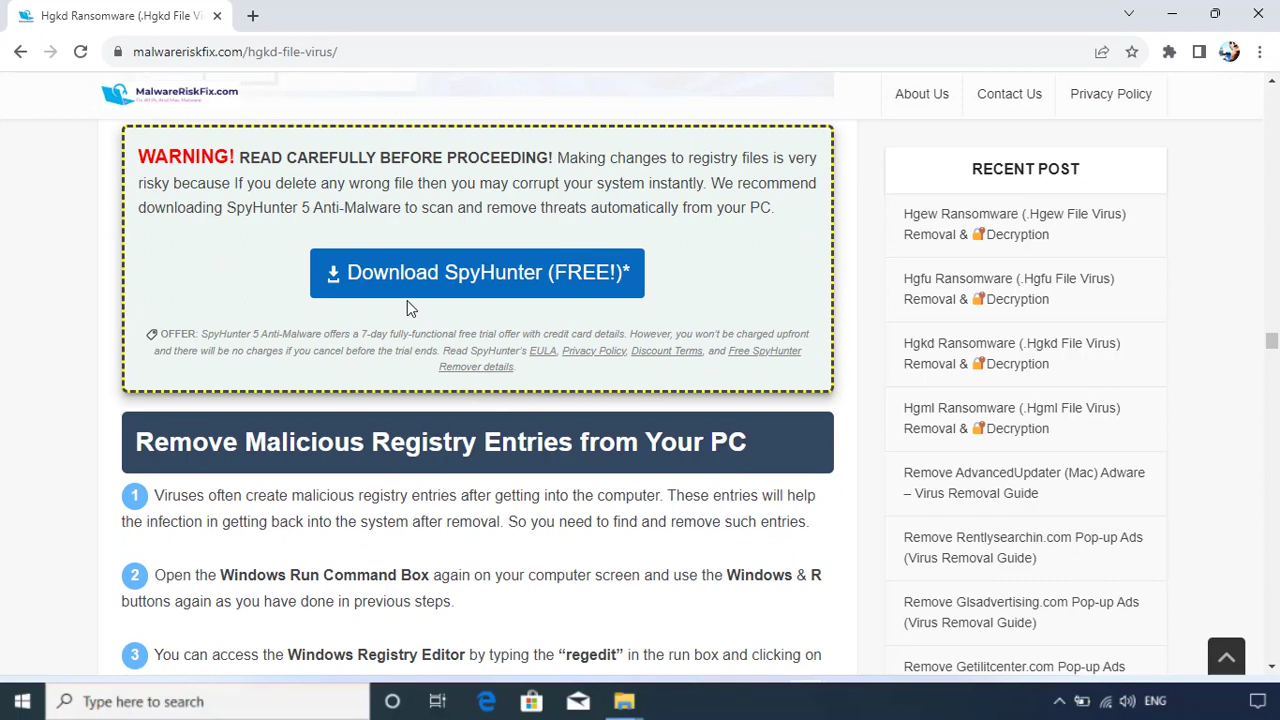 Hgkd Ransomware (.Hgkd File Vi
malwareriskfix.com/hgkd-file-virus/
MalwareRiskFix.com
About Us
Contact Us
Privacy Policy
WARNING! READ CAREFULLY BEFORE PROCEEDING! Making changes to registry files is very
risky because If you delete any wrong file then you may corrupt your system instantly. We recommend
downloading SpyHunter 5 Anti-Malware to scan and remove threats automatically from your PC.
Download SpyHunter (FREE!)*
OFFER: SpyHunter 5 Anti-Malware offers a 7-day fully-functional free trial offer with credit card details. However, you won't be charged upfront
and there will be no charges if you cancel before the trial ends. Read SpyHunter's EULA, Privacy Policy, Discount Terms, and Free SpyHunter
Remover details.
Remove Malicious Registry Entries from Your PC
1 Viruses often create malicious registry entries after getting into the computer. These entries will help
the infection in getting back into the system after removal. So you need to find and remove such entries.
2 Open the Windows Run Command Box again on your computer screen and use the Windows & R
buttons again as you have done in previous steps.
3 You can access the Windows Registry Editor by typing the “regedit” in the run box and clicking on
RECENT POST
Hgew Ransomware (.Hgew File Virus)
Removal & 🔐Decryption
Hgfu Ransomware (.Hgfu File Virus)
Removal & 🔐Decryption
Hgkd Ransomware (.Hgkd File Virus)
Removal & 🔐Decryption
Hgml Ransomware (.Hgml File Virus)
Removal & 🔐Decryption
Remove AdvancedUpdater (Mac) Adware
– Virus Removal Guide
Remove Rentlysearchin.com Pop-up Ads
(Virus Removal Guide)
Remove Glsadvertising.com Pop-up Ads
(Virus Removal Guide)
Remove Getilitcenter.com Pop-up Ads
Type here to search
ENG